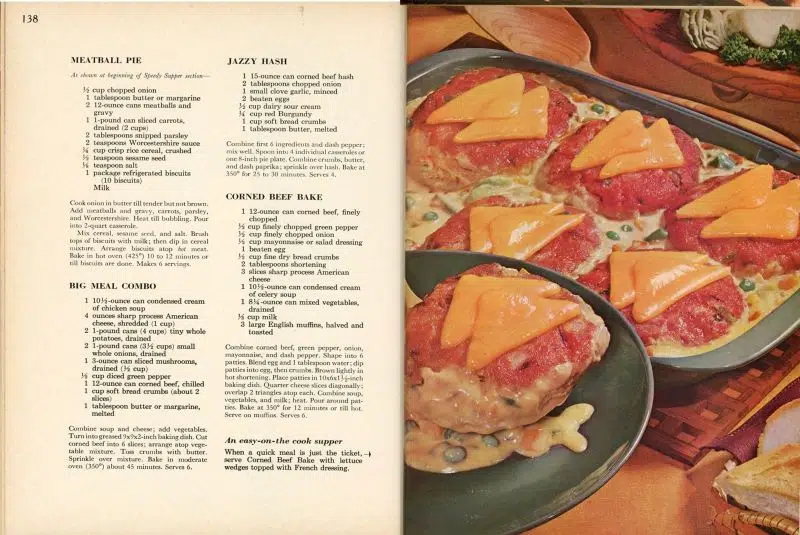 138
MEATBALL PIE
As shown at beginning of Speedy Supper section—
½ cup chopped onion
1 tablespoon butter or margarine
2 12-ounce cans meatballs and
gravy
1 1-pound can sliced carrots,
drained (2 cups)
2 tablespoons snipped parsley
2 teaspoons Worcestershire sauce
cup crisp rice cereal, crushed
teaspoon sesame seed
teaspoon salt
1 package refrigerated biscuits
(10 biscuits)
Milk
Cook onion in butter till tender but not brown.
Add meatballs and gravy, carrots, parsley,
and Worcestershire. Heat till bubbling. Pour
into 2-quart casserole.
Mix cereal, sesame seed, and salt. Brush
tops of biscuits with milk; then dip in cereal
mixture. Arrange biscuits atop hot meat.
Bake in hot oven (425°) 10 to 12 minutes or
till biscuits are done. Makes 6 servings.
BIG MEAL COMBO
1 10½-ounce can condensed cream
of chicken soup
4 ounces sharp process American
cheese, shredded (1 cup)
2 1-pound cans (4 cups) tiny whole
potatoes, drained
2 1-pound cans (3½ cups) small
whole onions, drained
1 3-ounce can sliced mushrooms,
drained (½ cup)
½ cup diced green pepper
1 12-ounce can corned beef, chilled
1 cup soft bread crumbs (about 2
slices)
1 tablespoon butter or margarine,
melted
Combine soup and cheese; add vegetables.
Turn into greased 9x9x2-inch baking dish. Cut
corned beef into 6 slices; arrange atop vege-
table mixture. Toss crumbs with butter.
Sprinkle over mixture. Bake in moderate
oven (350°) about 45 minutes. Serves 6.
JAZZY HASH
1 15-ounce can corned beef hash
2 tablespoons chopped onion
1 small clove garlic, minced
2 beaten eggs
½ cup dairy sour cream
¼ cup red Burgundy
1 cup soft bread crumbs
1 tablespoon butter, melted
Combine first 6 ingredients and dash pepper;
mix well. Spoon into 4 individual casseroles or
one 8-inch pie plate. Combine crumbs, butter,
and dash paprika; sprinkle over hash. Bake at
350° for 25 to 30 minutes. Serves 4.
CORNED BEEF BAKE
1 12-ounce can corned beef, finely
chopped
cup finely chopped green pepper
cup finely chopped onion
cup mayonnaise or salad dressing
1 beaten egg
½ cup fine dry bread crumbs
2 tablespoons shortening
3 slices sharp process American
cheese
1 10½-ounce can condensed cream
of celery soup
1 8¼-ounce can mixed vegetables,
drained
⅓ cup milk
3 large English muffins, halved and
toasted
Combine corned beef, green pepper, onion,
mayonnaise, and dash pepper. Shape into 6
patties. Blend egg and 1 tablespoon water; dip
patties into egg, then crumbs. Brown lightly in
hot shortening. Place patties in 10x6x1½-inch
baking dish. Quarter cheese slices diagonally;
overlap 2 triangles atop each. Combine soup,
vegetables, and milk; heat. Pour around pat-
ties. Bake at 350° for 12 minutes or till hot.
Serve on muffins. Serves 6.
An easy-on-the cook supper
When a quick meal is just the ticket,→
serve Corned Beef Bake with lettuce
wedges topped with French dressing.